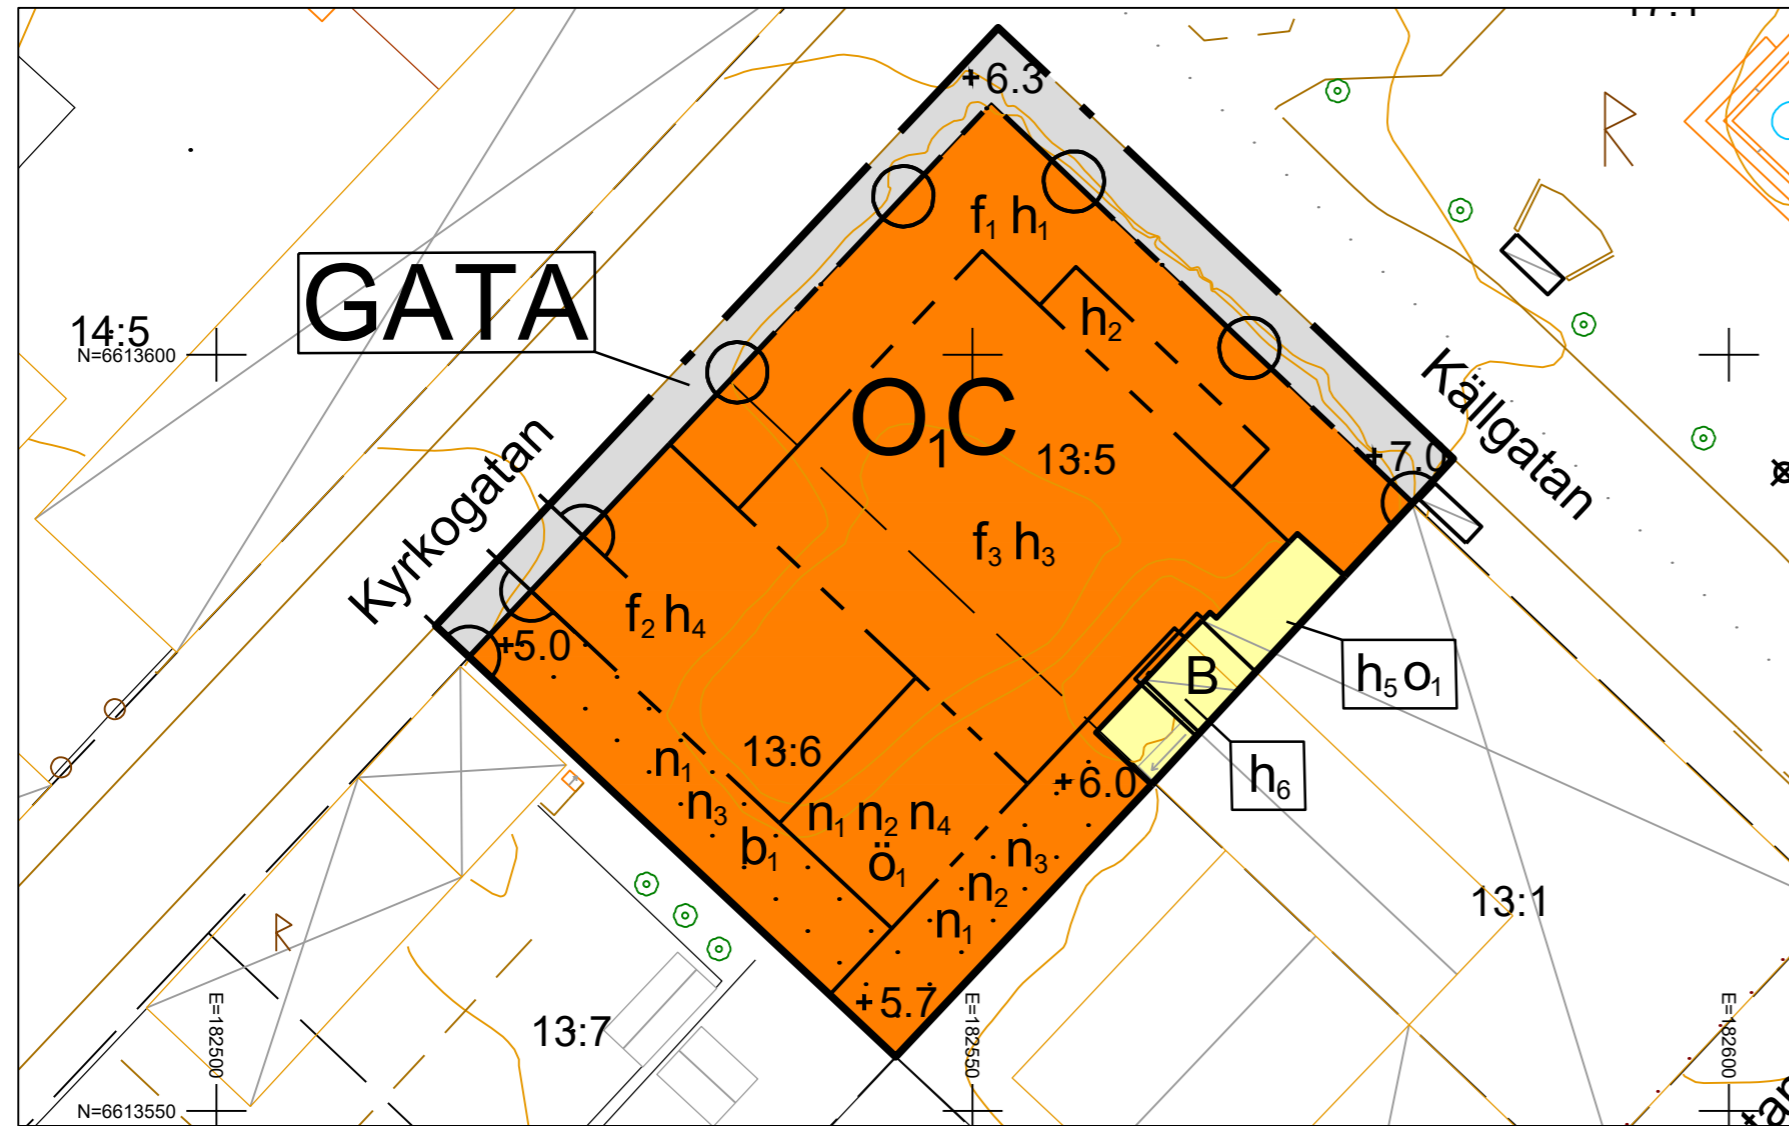 +6.3
f₁ h₁
GATA
14:5
N=6613600
h₂
O₁C
13:5
Källgatan
+7.0
Kyrkogatan
f₃ h₃
f₂ h₄
+5.0
B
h₅ o₁
13:6
n₁
n₃
b₁
n₁ n₂ n₄
ö₁
+6.0
h₆
n₃
n₂
n₁
13:1
+5.7
13:7
E=182500
E=182550
E=182600
N=6613550
R
R